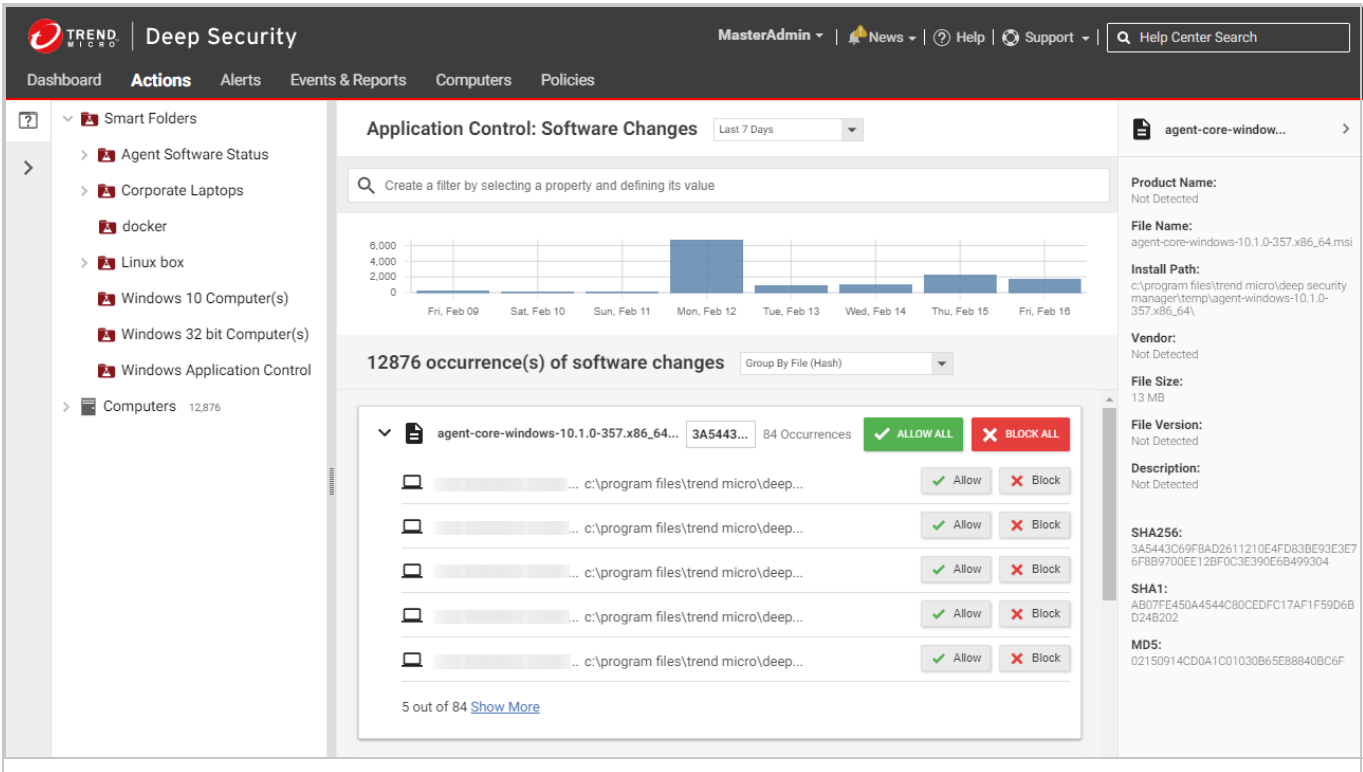 TREND MICRO Deep Security
MasterAdmin News Help Support Help Center Search
Dashboard Actions Alerts Events & Reports Computers Policies
Smart Folders
Agent Software Status
Corporate Laptops
docker
Linux box
Windows 10 Computer(s)
Windows 32 bit Computer(s)
Windows Application Control
Computers 12,876
Application Control: Software Changes Last 7 Days
Create a filter by selecting a property and defining its value
6,000
4,000
2,000
0
Fri, Feb 09 Sat, Feb 10 Sun, Feb 11 Mon, Feb 12 Tue, Feb 13 Wed, Feb 14 Thu, Feb 15 Fri, Feb 16
12876 occurrence(s) of software changes Group By File (Hash)
agent-core-windows-10.1.0-357.x86_64... 3A5443... 84 Occurrences ALLOW ALL BLOCK ALL
... c:\program files\trend micro\deep... Allow Block
... c:\program files\trend micro\deep... Allow Block
... c:\program files\trend micro\deep... Allow Block
... c:\program files\trend micro\deep... Allow Block
... c:\program files\trend micro\deep... Allow Block
5 out of 84 Show More
agent-core-window...
Product Name:
Not Detected
File Name:
agent-core-windows-10.1.0-357.x86_64.msi
Install Path:
c:\program files\trend micro\deep security
manager\temp\agent-windows-10.1.0-
357.x86_64\
Vendor:
Not Detected
File Size:
13 MB
File Version:
Not Detected
Description:
Not Detected
SHA256:
3A5443C69F8AD2611210E4FD83BE93E3E7
6F8B9700EE12BF0C3E390E6B499304
SHA1:
AB07FE450A4544C80CEDFC17AF1F59D6B
D24B202
MD5:
02150914CD0A1C01030B65E88840BC6F